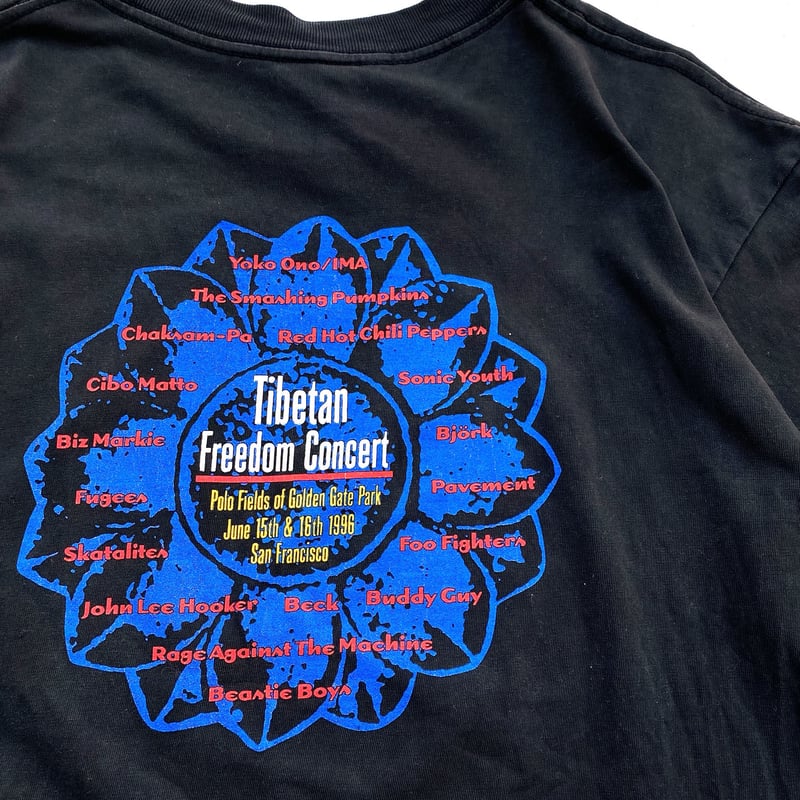 Yoko Ono/IMA
The Smashing Pumpkins
Chaksam-Pa
Red Hot Chili Peppers
Cibo Matto
Sonic Youth
Tibetan
Freedom Concert
Biz Markie
Björk
Fugees
Pavement
Polo Fields of Golden Gate Park
June 15th & 16th 1996
San Francisco
Skatalites
Foo Fighters
John Lee Hooker
Beck
Buddy Guy
Rage Against The Machine
Beastie Boys